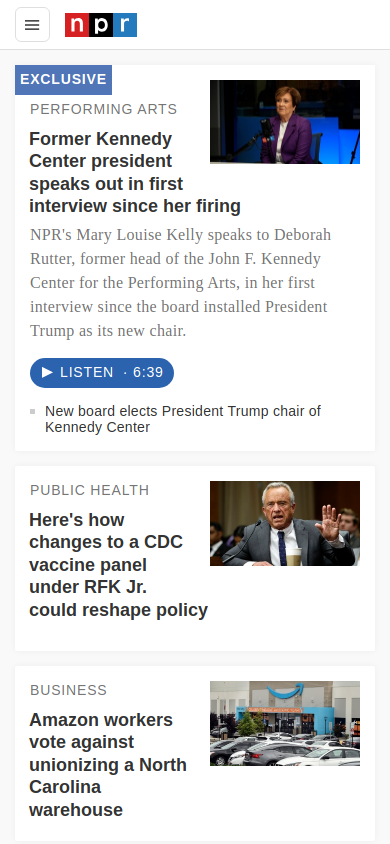 npr
EXCLUSIVE
PERFORMING ARTS
Former Kennedy
Center president
speaks out in first
interview since her firing
NPR's Mary Louise Kelly speaks to Deborah
Rutter, former head of the John F. Kennedy
Center for the Performing Arts, in her first
interview since the board installed President
Trump as its new chair.
LISTEN · 6:39
New board elects President Trump chair of
Kennedy Center
PUBLIC HEALTH
Here's how
changes to a CDC
vaccine panel
under RFK Jr.
could reshape policy
BUSINESS
Amazon workers
vote against
unionizing a North
Carolina
warehouse